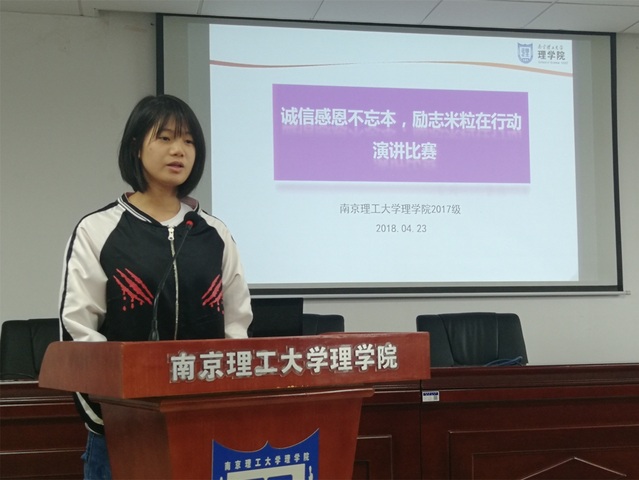 理学院
诚信感恩不忘本，励志米粒在行动
演讲比赛
南京理工大学理学院2017级
2018. 04. 23
南京理工大学理学院
南京理工大学理学院